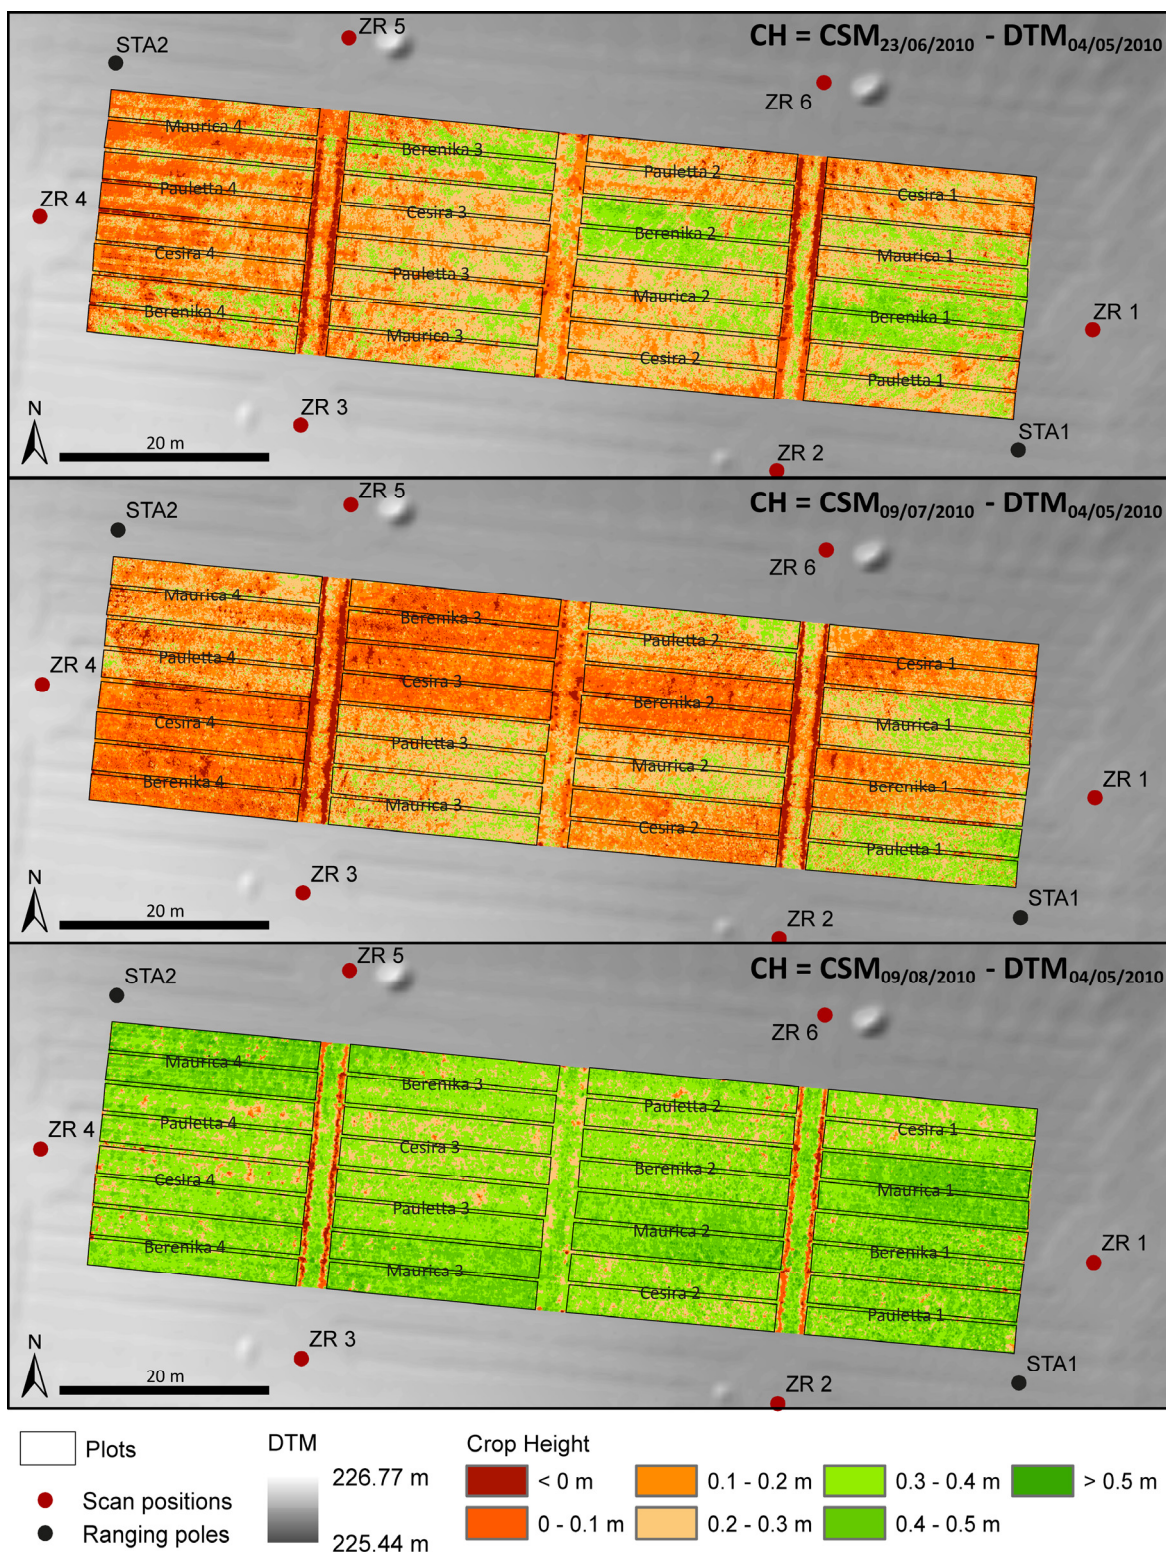 CH = CSM23/06/2010 - DTM04/05/2010
ZR 5
STA2
ZR 6
Maurica 4
Berenika 3
Pauletta 2
Cesira 1
Pauletta 4
ZR 4
Cesira 3
Berenika 2
Maurica 1
Cesira 4
Pauletta 3
Maurica 2
Berenika 1
ZR 1
Berenika 4
Maurica 3
Cesira 2
Pauletta 1
N
ZR 3
STA1
20 m
ZR 2
CH = CSM09/07/2010 - DTM04/05/2010
ZR 5
STA2
ZR 6
Maurica 4
Berenika 3
Pauletta 2
Cesira 1
Pauletta 4
ZR 4
Cesira 3
Berenika 2
Maurica 1
Cesira 4
Pauletta 3
Maurica 2
Berenika 1
ZR 1
Berenika 4
Maurica 3
Cesira 2
Pauletta 1
N
ZR 3
STA1
20 m
ZR 2
CH = CSM09/08/2010 - DTM04/05/2010
ZR 5
STA2
ZR 6
Maurica 4
Berenika 3
Pauletta 2
Cesira 1
Pauletta 4
ZR 4
Cesira 3
Berenika 2
Maurica 1
Cesira 4
Pauletta 3
Maurica 2
Berenika 1
ZR 1
Berenika 4
Maurica 3
Cesira 2
Pauletta 1
N
ZR 3
STA1
20 m
ZR 2
Plots
Scan positions
Ranging poles
DTM
226.77 m
225.44 m
Crop Height
< 0 m
0.1 - 0.2 m
0.3 - 0.4 m
> 0.5 m
0 - 0.1 m
0.2 - 0.3 m
0.4 - 0.5 m